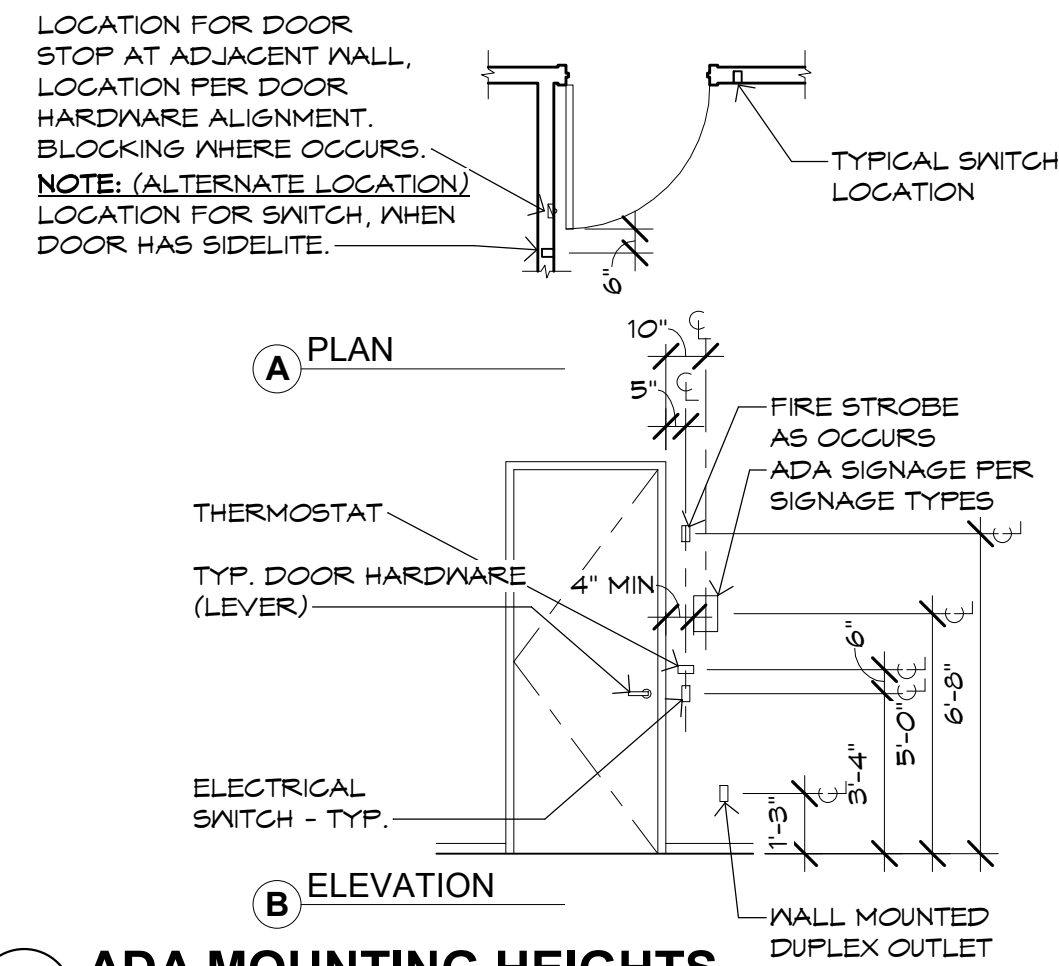 LOCATION FOR DOOR
STOP AT ADJACENT WALL,
LOCATION PER DOOR
HARDWARE ALIGNMENT.
BLOCKING WHERE OCCURS.
NOTE: (ALTERNATE LOCATION)
LOCATION FOR SWITCH, WHEN
DOOR HAS SIDELITE.
TYPICAL SWITCH
LOCATION
6"
A PLAN
10"
5"
FIRE STROBE
AS OCCURS
ADA SIGNAGE PER
SIGNAGE TYPES
THERMOSTAT
TYP. DOOR HARDWARE
(LEVER)
4" MIN
6"
6'-8"
5'-0"
3'-4"
1'-3"
ELECTRICAL
SWITCH - TYP.
B ELEVATION
WALL MOUNTED
DUPLEX OUTLET
ADA MOUNTING HEIGHTS